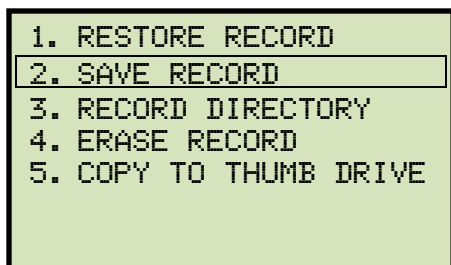 1. RESTORE RECORD
2. SAVE RECORD
3. RECORD DIRECTORY
4. ERASE RECORD
5. COPY TO THUMB DRIVE